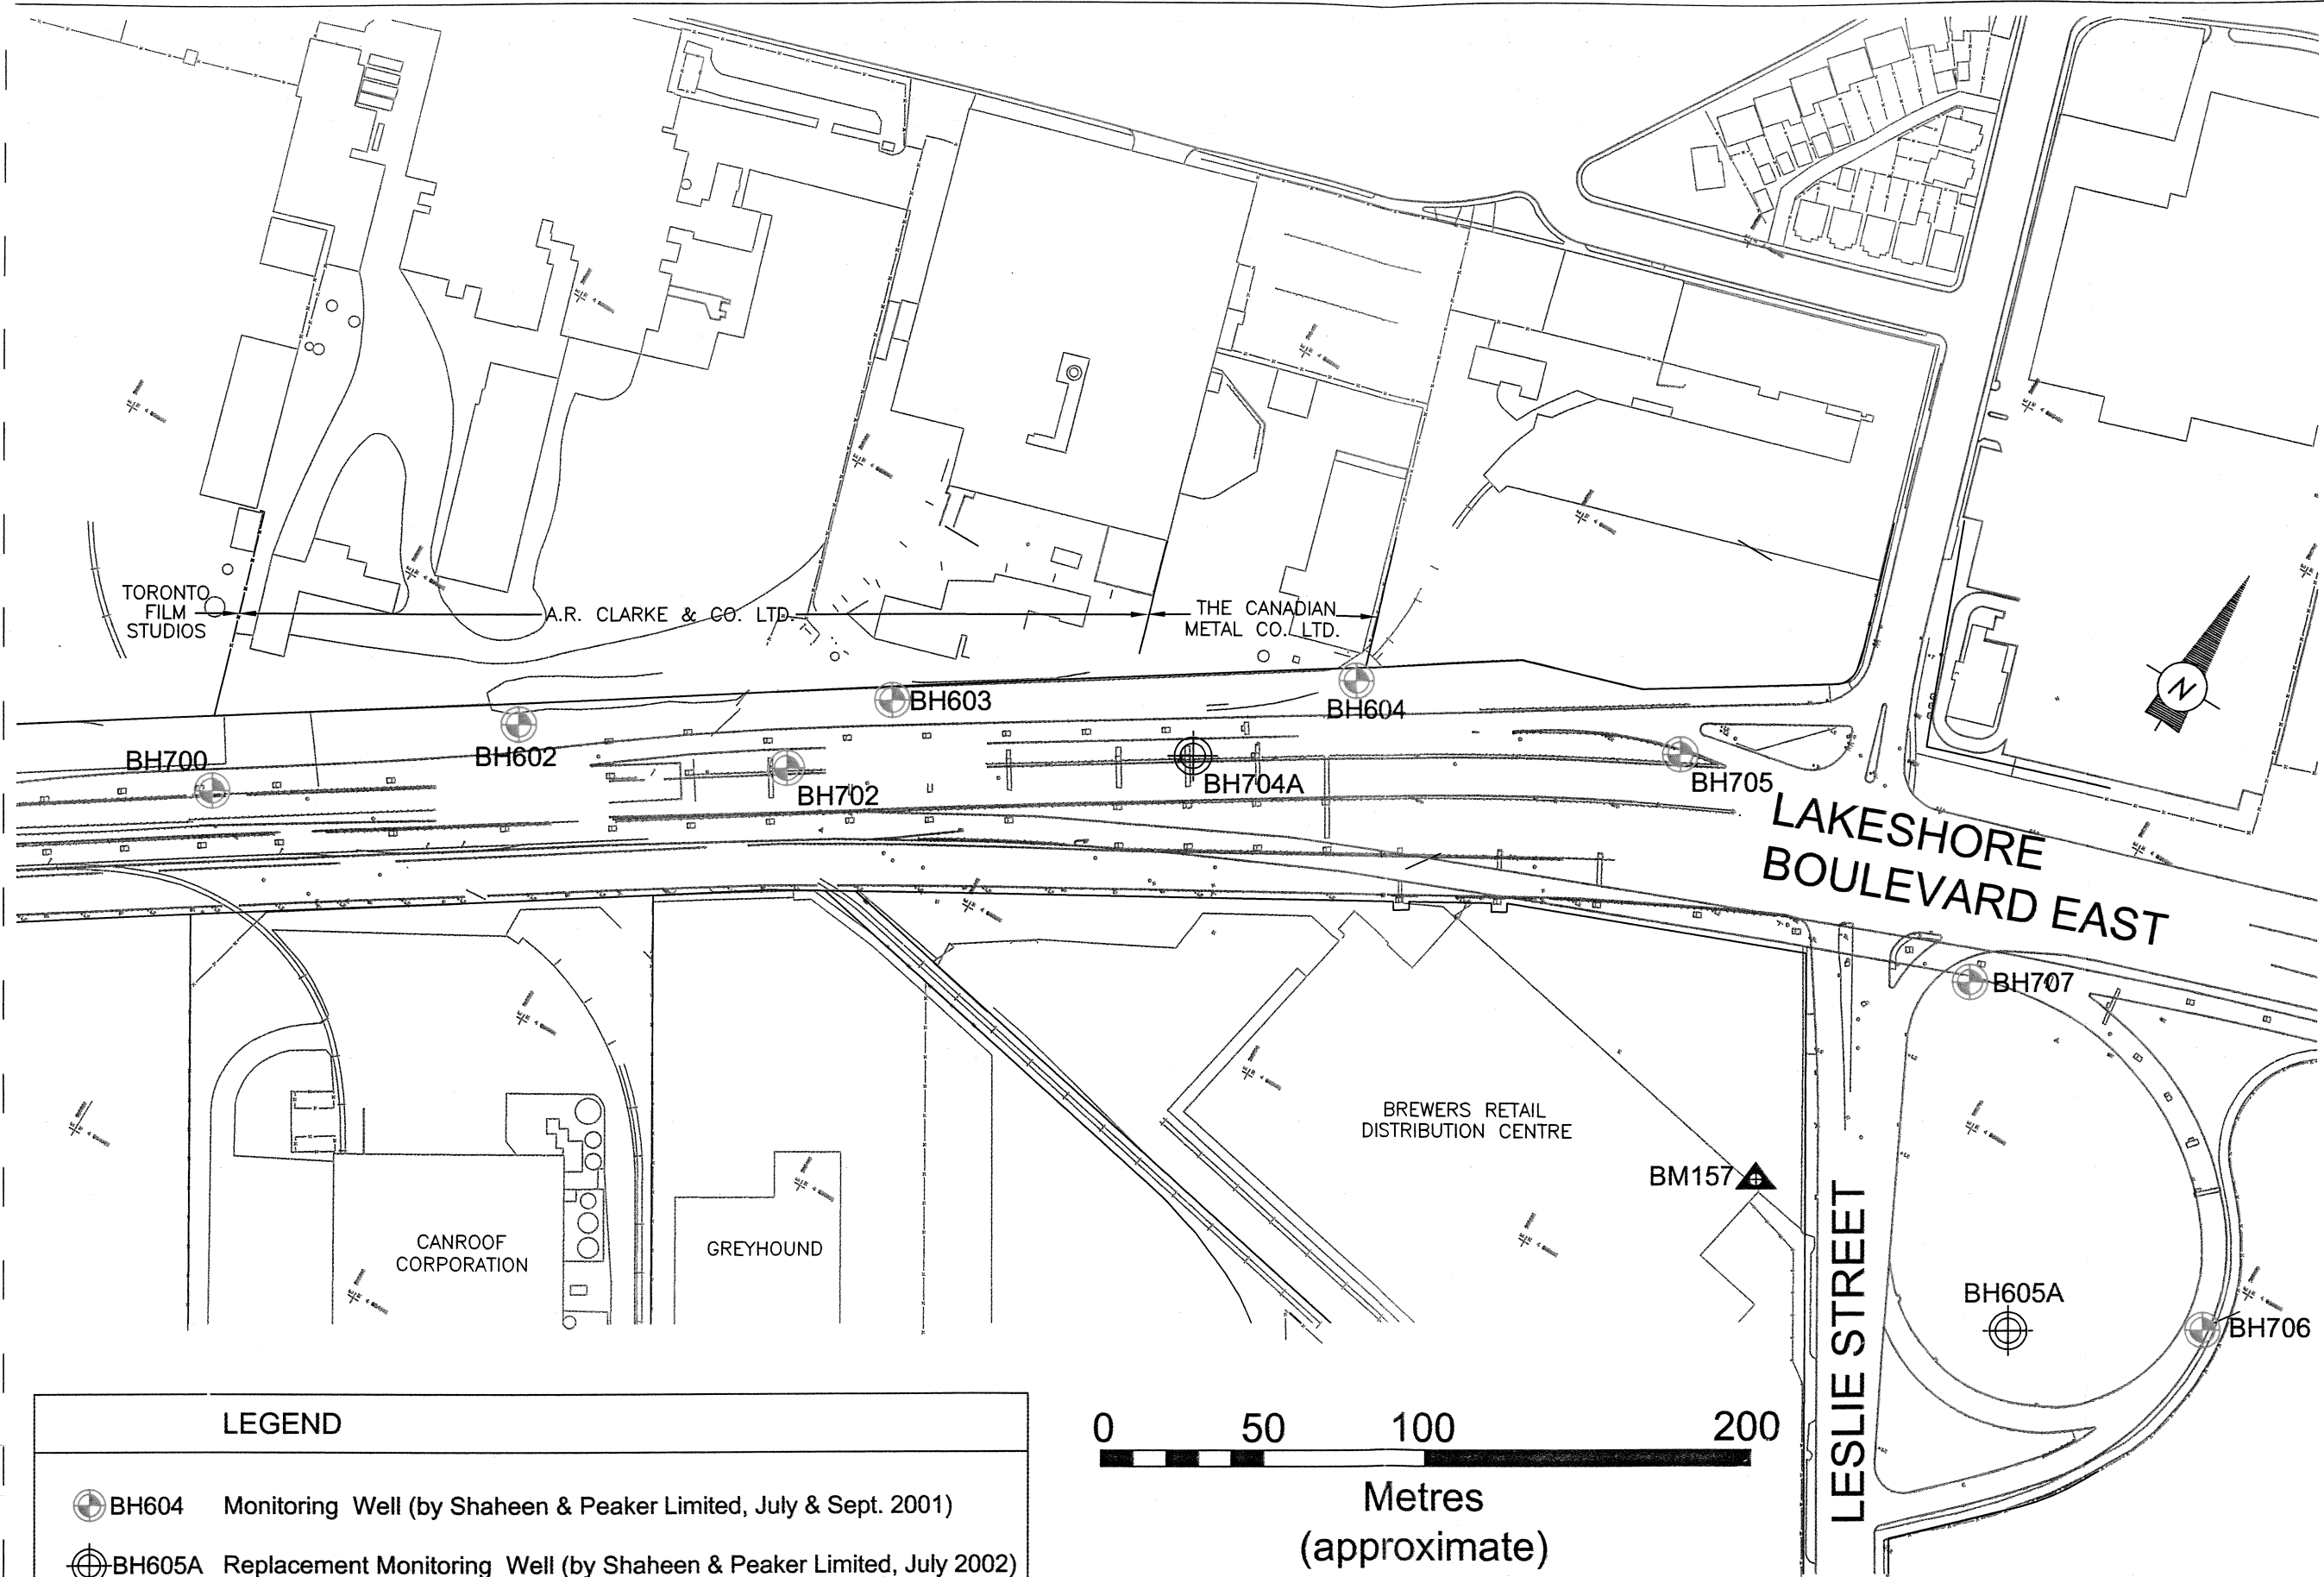 TORONTO
FILM
STUDIOS
A.R. CLARKE & CO. LTD.
THE CANADIAN
METAL CO. LTD.
BH603
BH604
BH602
BH700
BH702
BH704A
BH705
LAKESHORE
BOULEVARD EAST
N
BH707
BREWERS RETAIL
DISTRIBUTION CENTRE
BM157
CANROOF
CORPORATION
GREYHOUND
LESLIE STREET
BH605A
BH706
LEGEND
BH604 Monitoring Well (by Shaheen & Peaker Limited, July & Sept. 2001)
BH605A Replacement Monitoring Well (by Shaheen & Peaker Limited, July 2002)
0 50 100 200
Metres
(approximate)